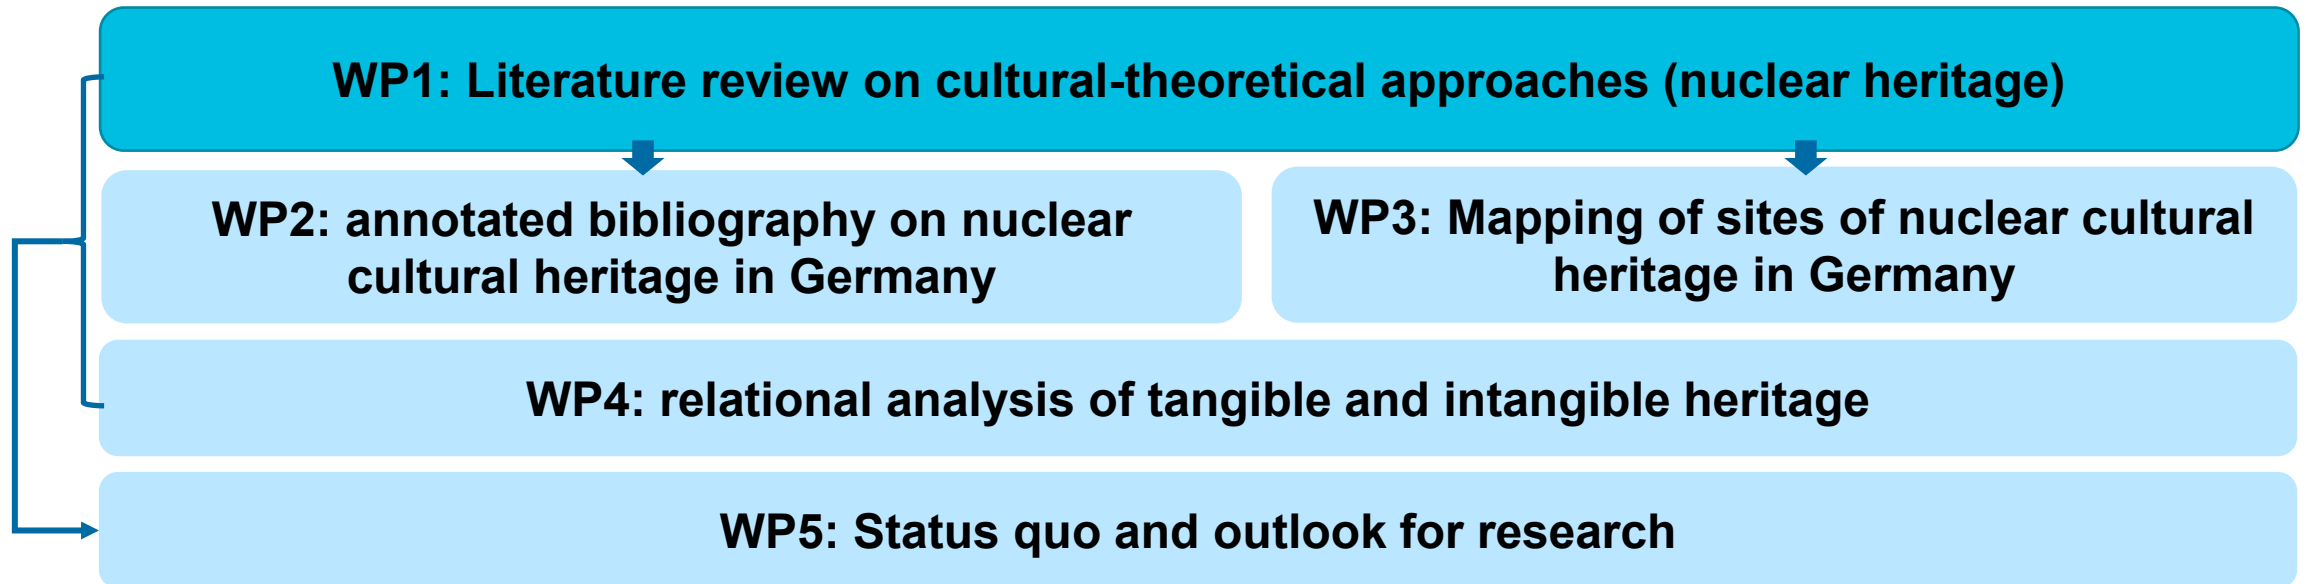 WP1: Literature review on cultural-theoretical approaches (nuclear heritage)
WP2: annotated bibliography on nuclear
cultural heritage in Germany
WP3: Mapping of sites of nuclear cultural
heritage in Germany
WP4: relational analysis of tangible and intangible heritage
WP5: Status quo and outlook for research